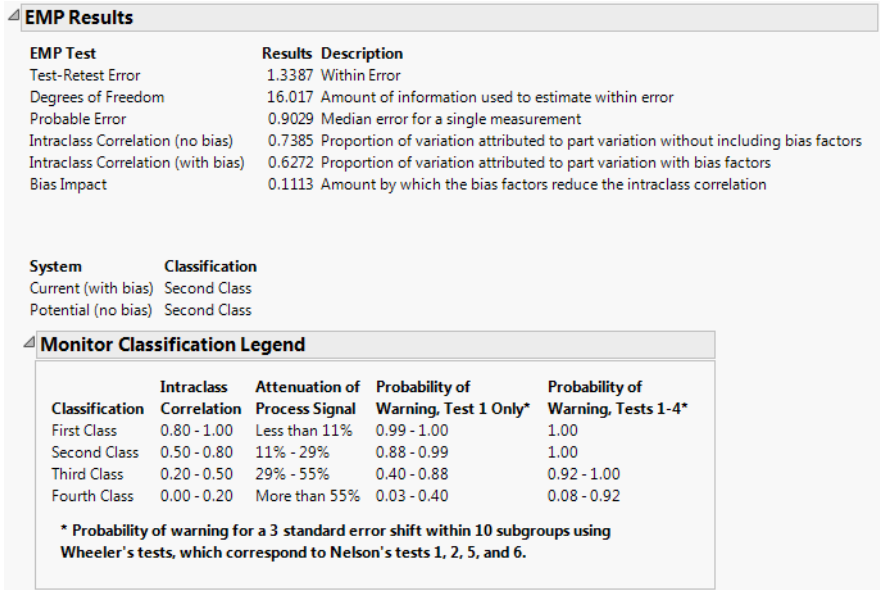 EMP Results
EMP Test Results Description
Test-Retest Error 1.3387 Within Error
Degrees of Freedom 16.017 Amount of information used to estimate within error
Probable Error 0.9029 Median error for a single measurement
Intraclass Correlation (no bias) 0.7385 Proportion of variation attributed to part variation without including bias factors
Intraclass Correlation (with bias) 0.6272 Proportion of variation attributed to part variation with bias factors
Bias Impact 0.1113 Amount by which the bias factors reduce the intraclass correlation
System Classification
Current (with bias) Second Class
Potential (no bias) Second Class
Monitor Classification Legend
Intraclass Attenuation of Probability of Probability of
Classification Correlation Process Signal Warning, Test 1 Only* Warning, Tests 1-4*
First Class 0.80 - 1.00 Less than 11% 0.99 - 1.00 1.00
Second Class 0.50 - 0.80 11% - 29% 0.88 - 0.99 1.00
Third Class 0.20 - 0.50 29% - 55% 0.40 - 0.88 0.92 - 1.00
Fourth Class 0.00 - 0.20 More than 55% 0.03 - 0.40 0.08 - 0.92
* Probability of warning for a 3 standard error shift within 10 subgroups using
Wheeler's tests, which correspond to Nelson's tests 1, 2, 5, and 6.